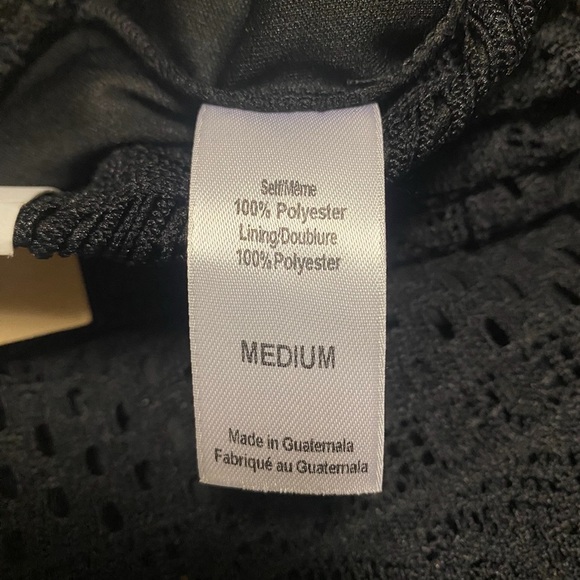 Self/Même
100% Polyester
Lining/Doublure
100% Polyester
MEDIUM
Made in Guatemala
Fabriqué au Guatemala